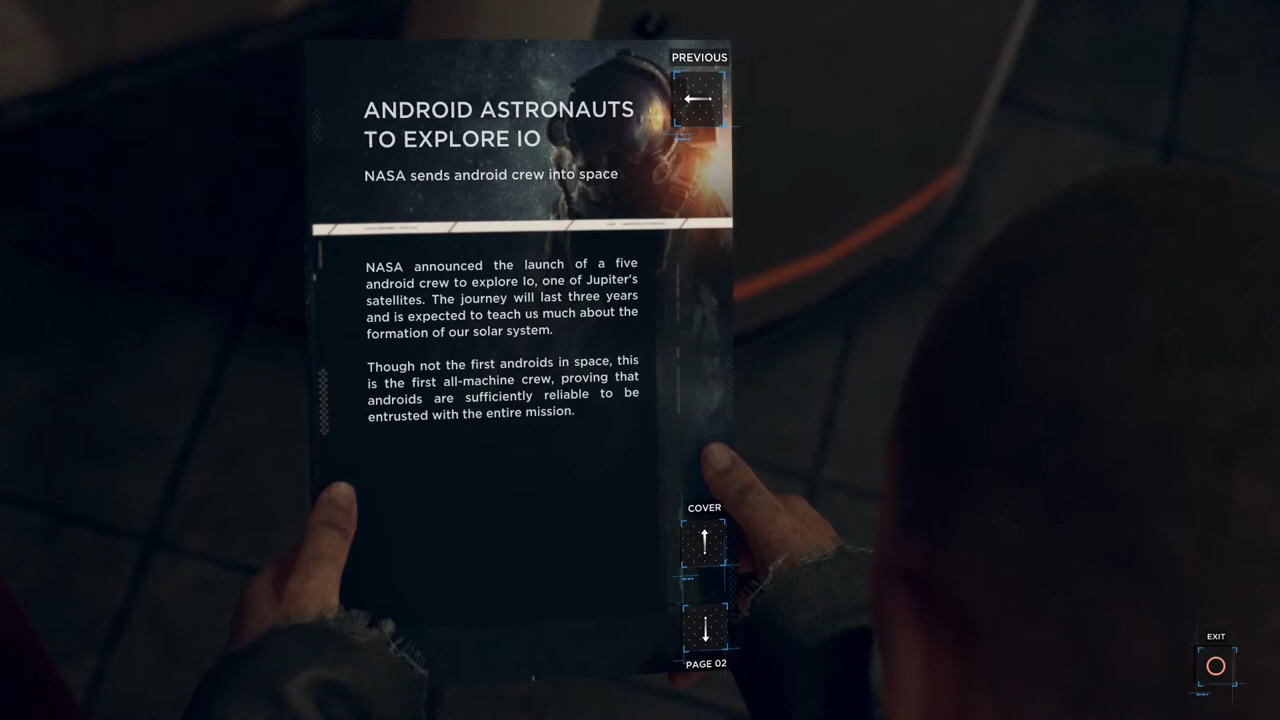 PREVIOUS
ANDROID ASTRONAUTS
TO EXPLORE IO
NASA sends android crew into space
NASA announced the launch of a five
android crew to explore Io, one of Jupiter's
satellites. The journey will last three years
and is expected to teach us much about the
formation of our solar system.
Though not the first androids in space, this
is the first all-machine crew, proving that
androids are sufficiently reliable to be
entrusted with the entire mission.
COVER
PAGE 02
EXIT